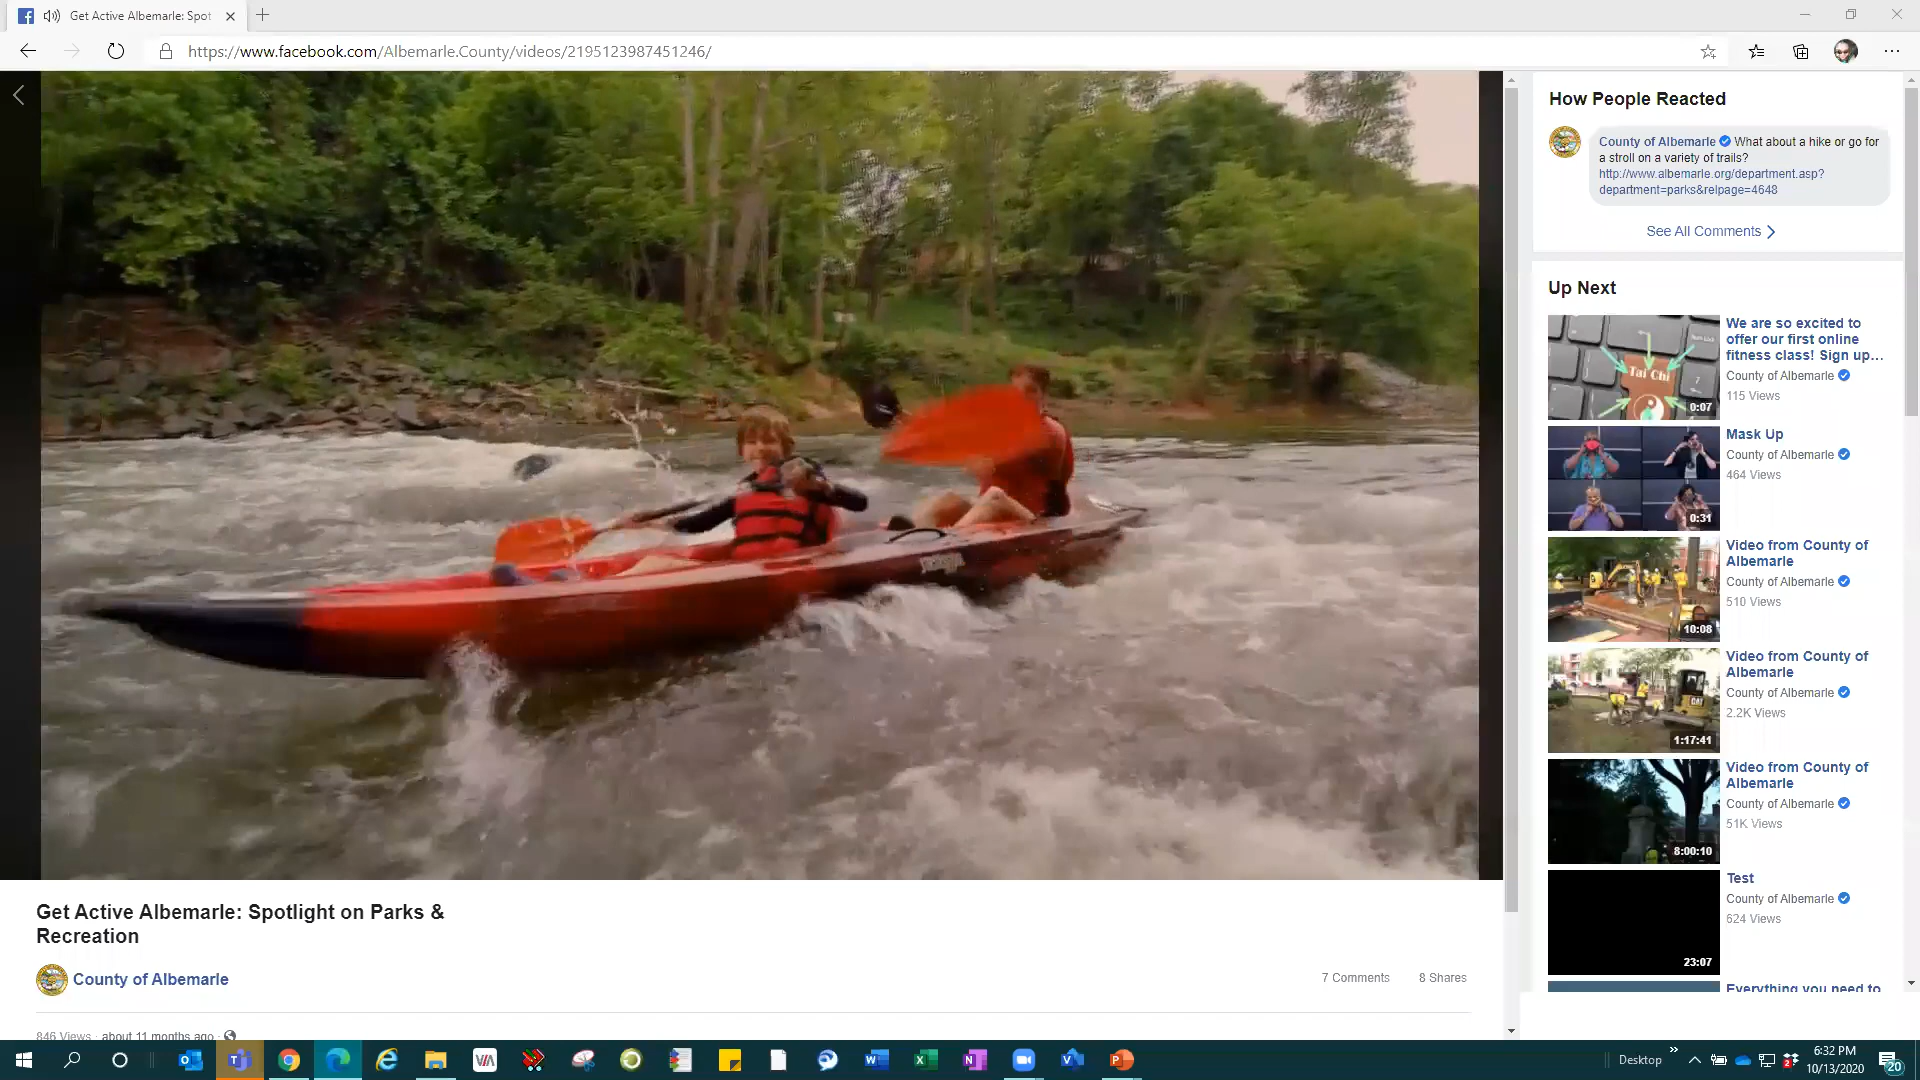 Get Active Albemarle: Spot
https://www.facebook.com/Albemarle.County/videos/2195123987451246/
How People Reacted
County of Albemarle What about a hike or go for
a stroll on a variety of trails?
http://www.albemarle.org/department.asp?
department=parks&relpage=4648
See All Comments
Up Next
We are so excited to
offer our first online
fitness class! Sign up...
County of Albemarle
115 Views
Tai Chi
0:07
Mask Up
County of Albemarle
464 Views
0:31
Video from County of
Albemarle
County of Albemarle
510 Views
10:08
Video from County of
Albemarle
County of Albemarle
2.2K Views
CAT
1:17:41
Video from County of
Albemarle
County of Albemarle
51K Views
8:00:10
Test
County of Albemarle
624 Views
23:07
Everything you need to
Get Active Albemarle: Spotlight on Parks &
Recreation
County of Albemarle
7 Comments 8 Shares
846 Views · about 11 months ago ·
VIA
Desktop
6:32 PM
10/13/2020
20